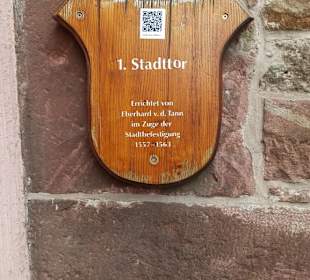 1. Stadttor
Errichtet von
Eberhard v. d. Tann
im Zuge der
Stadtbefestigung
1557-1563